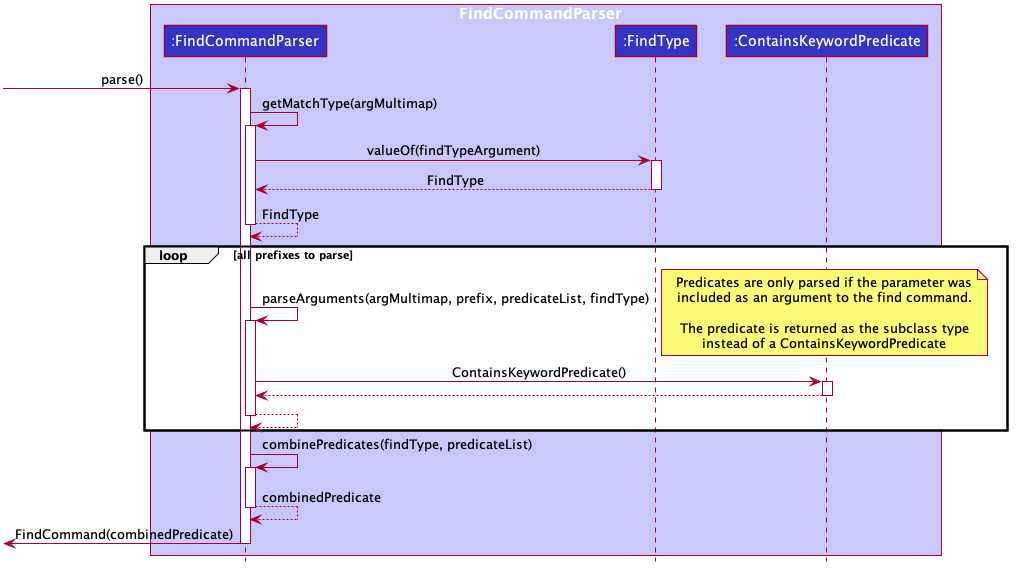 FindCommandParser
:FindCommandParser
:FindType
:ContainsKeywordPredicate
parse()
getMatchType(argMultimap)
valueOf(findTypeArgument)
FindType
FindType
loop
[all prefixes to parse]
Predicates are only parsed if the parameter was
included as an argument to the find command.
The predicate is returned as the subclass type
instead of a ContainsKeywordPredicate
parseArguments(argMultimap, prefix, predicateList, findType)
ContainsKeywordPredicate()
combinePredicates(findType, predicateList)
combinedPredicate
FindCommand(combinedPredicate)